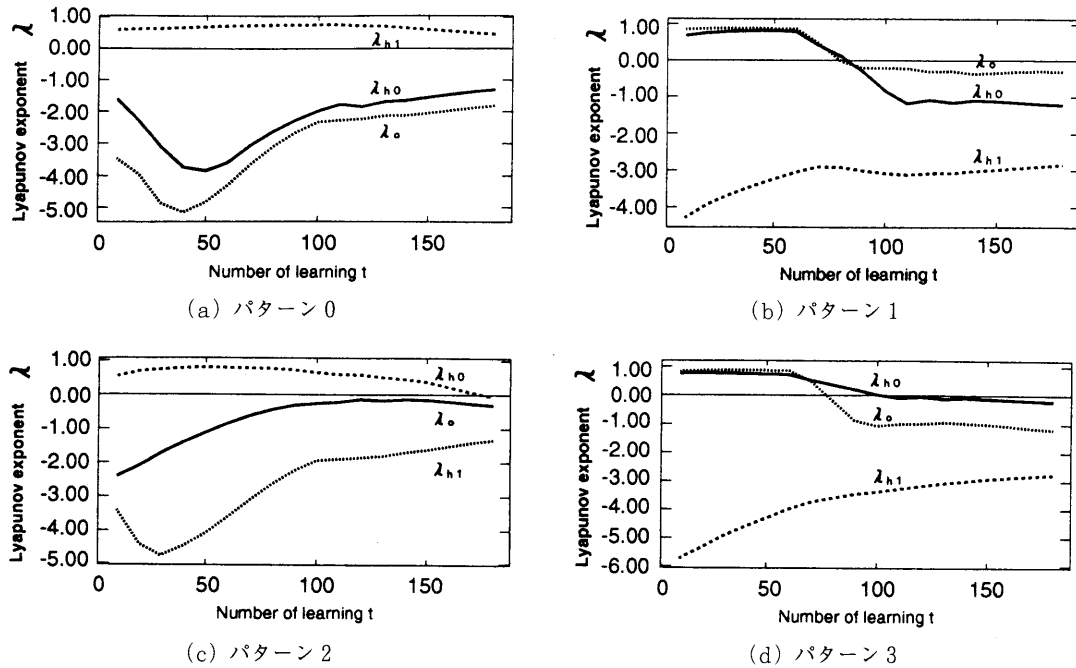 λ
Lyapunov exponent
1.00
0.00
-1.00
-2.00
-3.00
-4.00
-5.00
λh1
λh0
λo
0 50 100 150
Number of learning t
(a) パターン0
λ
Lyapunov exponent
1.00
0.00
-1.00
-2.00
-3.00
-4.00
λo
λh0
λh1
0 50 100 150
Number of learning t
(b) パターン1
λ
Lyapunov exponent
1.00
0.00
-1.00
-2.00
-3.00
-4.00
-5.00
λh0
λo
λh1
0 50 100 150
Number of learning t
(c) パターン2
λ
Lyapunov exponent
1.00
0.00
-1.00
-2.00
-3.00
-4.00
-5.00
-6.00
λh0
λo
λh1
0 50 100 150
Number of learning t
(d) パターン3